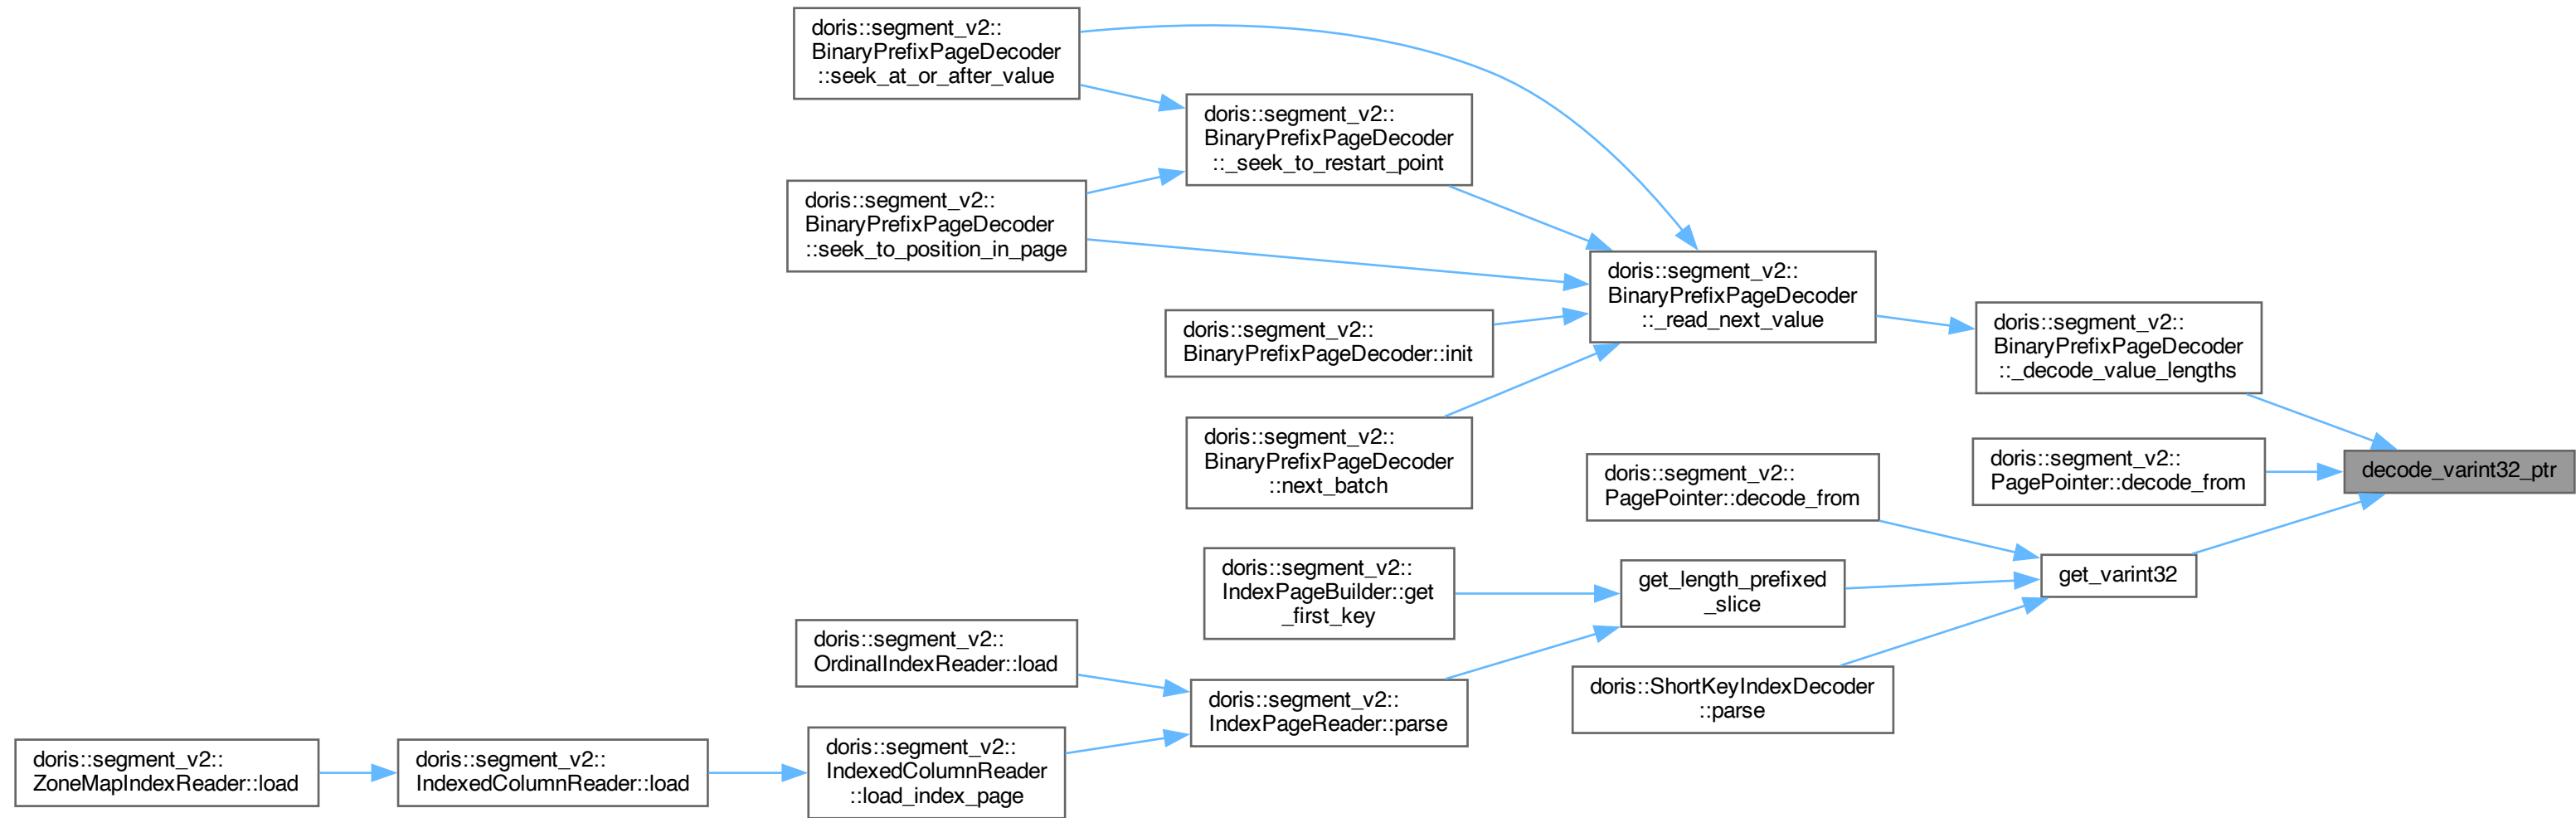 doris::segment_v2::
BinaryPrefixPageDecoder
::seek_at_or_after_value
doris::segment_v2::
BinaryPrefixPageDecoder
::_seek_to_restart_point
doris::segment_v2::
BinaryPrefixPageDecoder
::seek_to_position_in_page
doris::segment_v2::
BinaryPrefixPageDecoder
::_read_next_value
doris::segment_v2::
BinaryPrefixPageDecoder::init
doris::segment_v2::
BinaryPrefixPageDecoder
::_decode_value_lengths
doris::segment_v2::
BinaryPrefixPageDecoder
::next_batch
doris::segment_v2::
PagePointer::decode_from
doris::segment_v2::
PagePointer::decode_from
decode_varint32_ptr
doris::segment_v2::
IndexPageBuilder::get
_first_key
get_length_prefixed
_slice
get_varint32
doris::segment_v2::
OrdinalIndexReader::load
doris::segment_v2::
IndexPageReader::parse
doris::ShortKeyIndexDecoder
::parse
doris::segment_v2::
ZoneMapIndexReader::load
doris::segment_v2::
IndexedColumnReader::load
doris::segment_v2::
IndexedColumnReader
::load_index_page